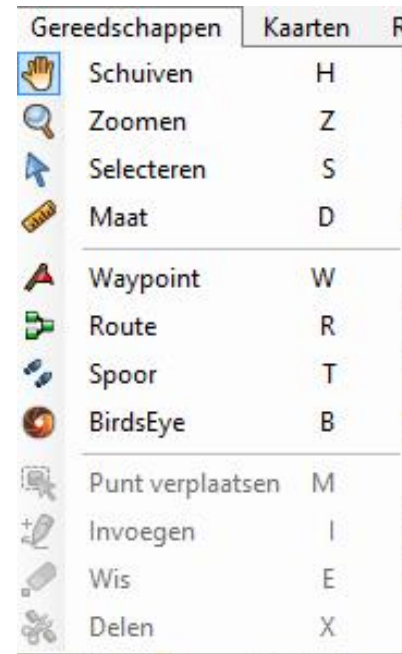 Gereedschappen Kaarten R
Schuiven H
Zoomen Z
Selecteren S
Maat D
Waypoint W
Route R
Spoor T
BirdsEye B
Punt verplaatsen M
Invoegen I
Wis E
Delen X